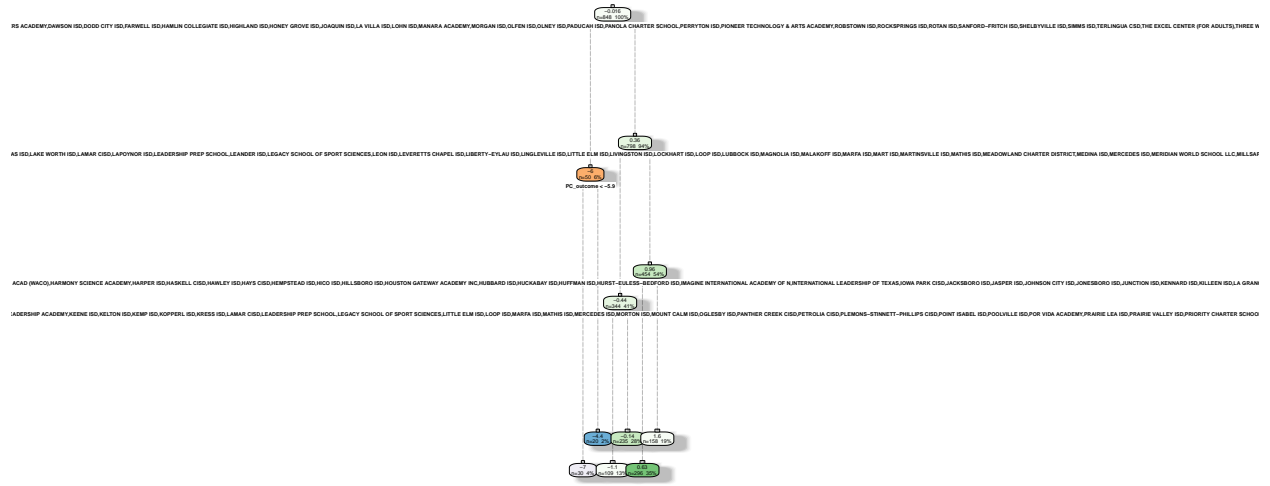 −0.016
n=848 100%
RS ACADEMY,DAWSON ISD,DODD CITY ISD,FARWELL ISD,HAMLIN COLLEGIATE ISD,HIGHLAND ISD,HONEY GROVE ISD,JOAQUIN ISD,LA VILLA ISD,LOHN ISD,MANARA ACADEMY,MORGAN ISD,OLFEN ISD,OLNEY ISD,PADUCAH ISD,PANOLA CHARTER SCHOOL,PERRYTON ISD,PIONEER TECHNOLOGY & ARTS ACADEMY,ROBSTOWN ISD,ROCKSPRINGS ISD,ROTAN ISD,SANFORD−FRITCH ISD,SHELBYVILLE ISD,SIMMS ISD,TERLINGUA CSD,THE EXCEL CENTER (FOR ADULTS),THREE W
0.36
n=798 94%
AS ISD,LAKE WORTH ISD,LAMAR CISD,LAPOYNOR ISD,LEADERSHIP PREP SCHOOL,LEANDER ISD,LEGACY SCHOOL OF SPORT SCIENCES,LEON ISD,LEVERETTS CHAPEL ISD,LIBERTY−EYLAU ISD,LINGLEVILLE ISD,LITTLE ELM ISD,LIVINGSTON ISD,LOCKHART ISD,LOOP ISD,LUBBOCK ISD,MAGNOLIA ISD,MALAKOFF ISD,MARFA ISD,MART ISD,MARTINSVILLE ISD,MATHIS ISD,MEADOWLAND CHARTER DISTRICT,MEDINA ISD,MERCEDES ISD,MERIDIAN WORLD SCHOOL LLC,MILLSAP
−6
n=50 6%
PC_outcome < −5.9
0.96
n=454 54%
ACAD (WACO),HARMONY SCIENCE ACADEMY,HARPER ISD,HASKELL CISD,HAWLEY ISD,HAYS CISD,HEMPSTEAD ISD,HICO ISD,HILLSBORO ISD,HOUSTON GATEWAY ACADEMY INC,HUBBARD ISD,HUCKABAY ISD,HUFFMAN ISD,HURST−EULESS−BEDFORD ISD,IMAGINE INTERNATIONAL ACADEMY OF N,INTERNATIONAL LEADERSHIP OF TEXAS,IOWA PARK CISD,JACKSBORO ISD,JASPER ISD,JOHNSON CITY ISD,JONESBORO ISD,JUNCTION ISD,KENNARD ISD,KILLEEN ISD,LA GRAN
−0.44
n=344 41%
ADERSHIP ACADEMY,KEENE ISD,KELTON ISD,KEMP ISD,KOPPERL ISD,KRESS ISD,LAMAR CISD,LEADERSHIP PREP SCHOOL,LEGACY SCHOOL OF SPORT SCIENCES,LITTLE ELM ISD,LOOP ISD,MARFA ISD,MATHIS ISD,MERCEDES ISD,MORTON ISD,MOUNT CALM ISD,OGLESBY ISD,PANTHER CREEK CISD,PETROLIA CISD,PLEMONS−STINNETT−PHILLIPS CISD,POINT ISABEL ISD,POOLVILLE ISD,POR VIDA ACADEMY,PRAIRIE LEA ISD,PRAIRIE VALLEY ISD,PRIORITY CHARTER SCHOO
−4.4 −0.14 1.6
n=20 2% n=235 28% n=158 19%
−7 −1.1 0.63
n=30 4% n=109 13% n=296 35%